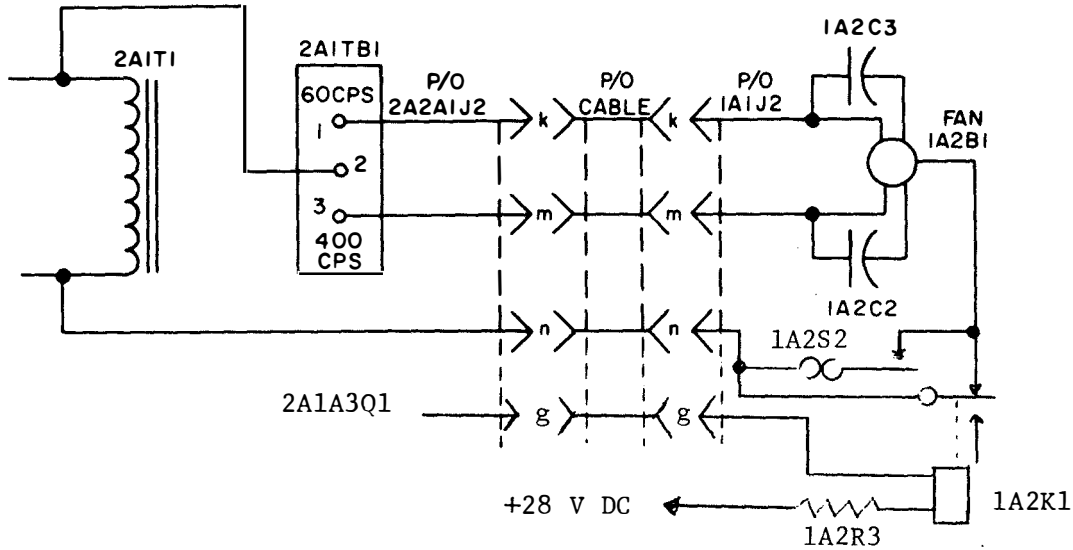 2A1T1
2A1TB1
60CPS
1
2
3
400
CPS
P/O
2A2A1J2
P/O
CABLE
P/O
1A1J2
1A2C3
FAN
1A2B1
k
k
m
m
1A2C2
n
n
1A2S2
2A1A3Q1
g
g
+28 V DC
1A2R3
1A2K1